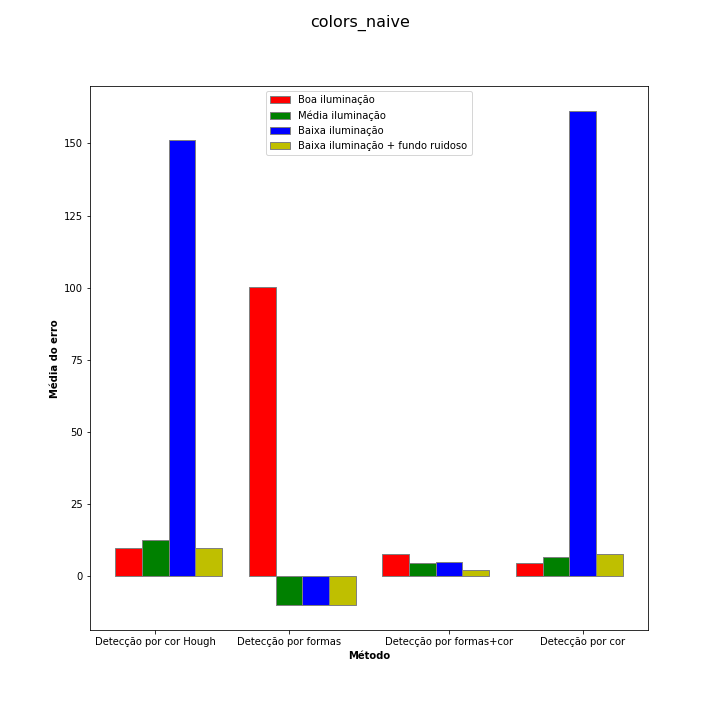 colors_naive
Boa iluminação
Média iluminação
Baixa iluminação
Baixa iluminação + fundo ruidoso
150
125
100
75
50
25
0
Média do erro
Detecção por cor Hough Detecção por formas Detecção por formas+cor Detecção por cor
Método